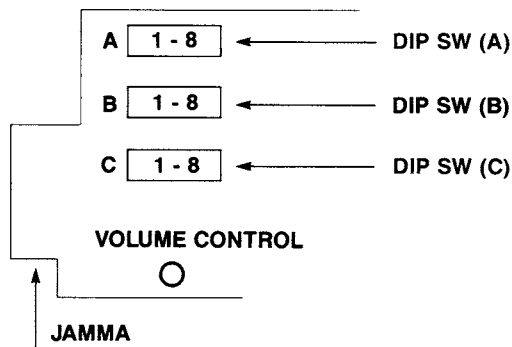 A 1 - 8 DIP SW (A)
B 1 - 8 DIP SW (B)
C 1 - 8 DIP SW (C)
VOLUME CONTROL
JAMMA